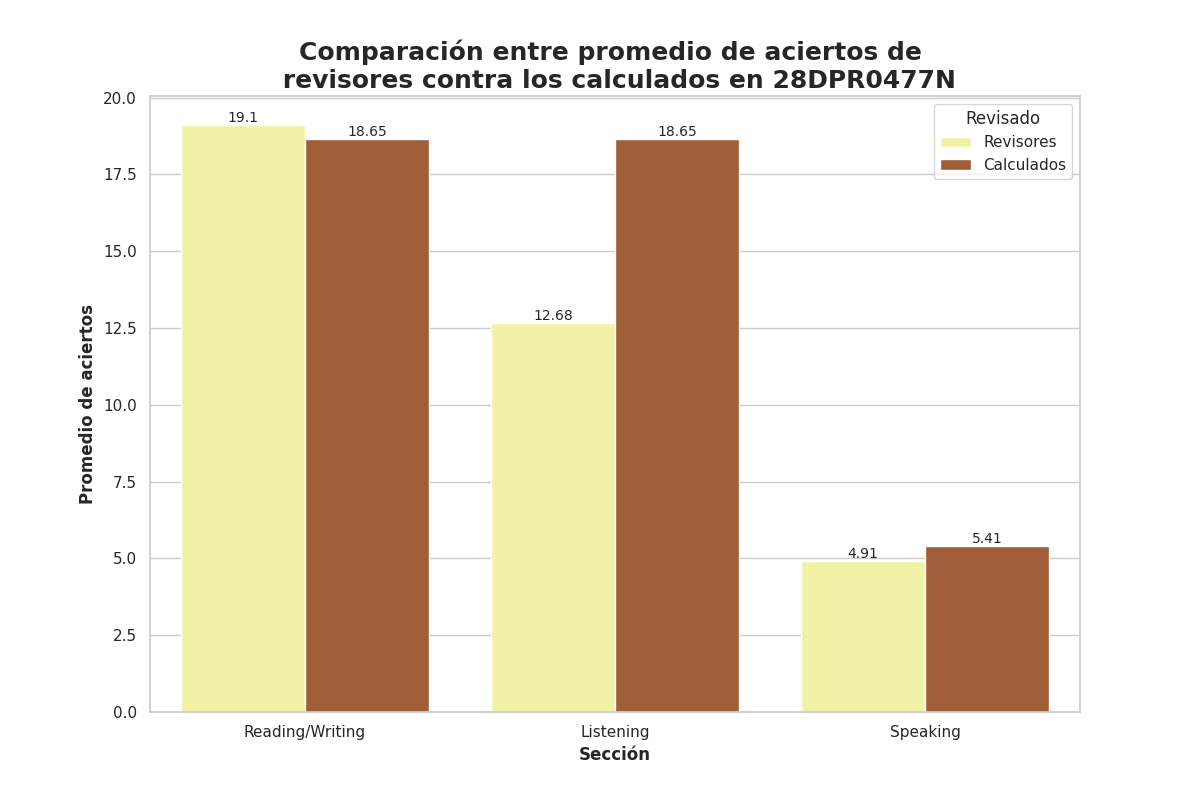 Comparación entre promedio de aciertos de
revisores contra los calculados en 28DPR0477N
Promedio de aciertos
20.0
17.5
15.0
12.5
10.0
7.5
5.0
2.5
0.0
19.1
18.65
12.68
18.65
4.91
5.41
Revisado
Revisores
Calculados
Reading/Writing
Listening
Speaking
Sección